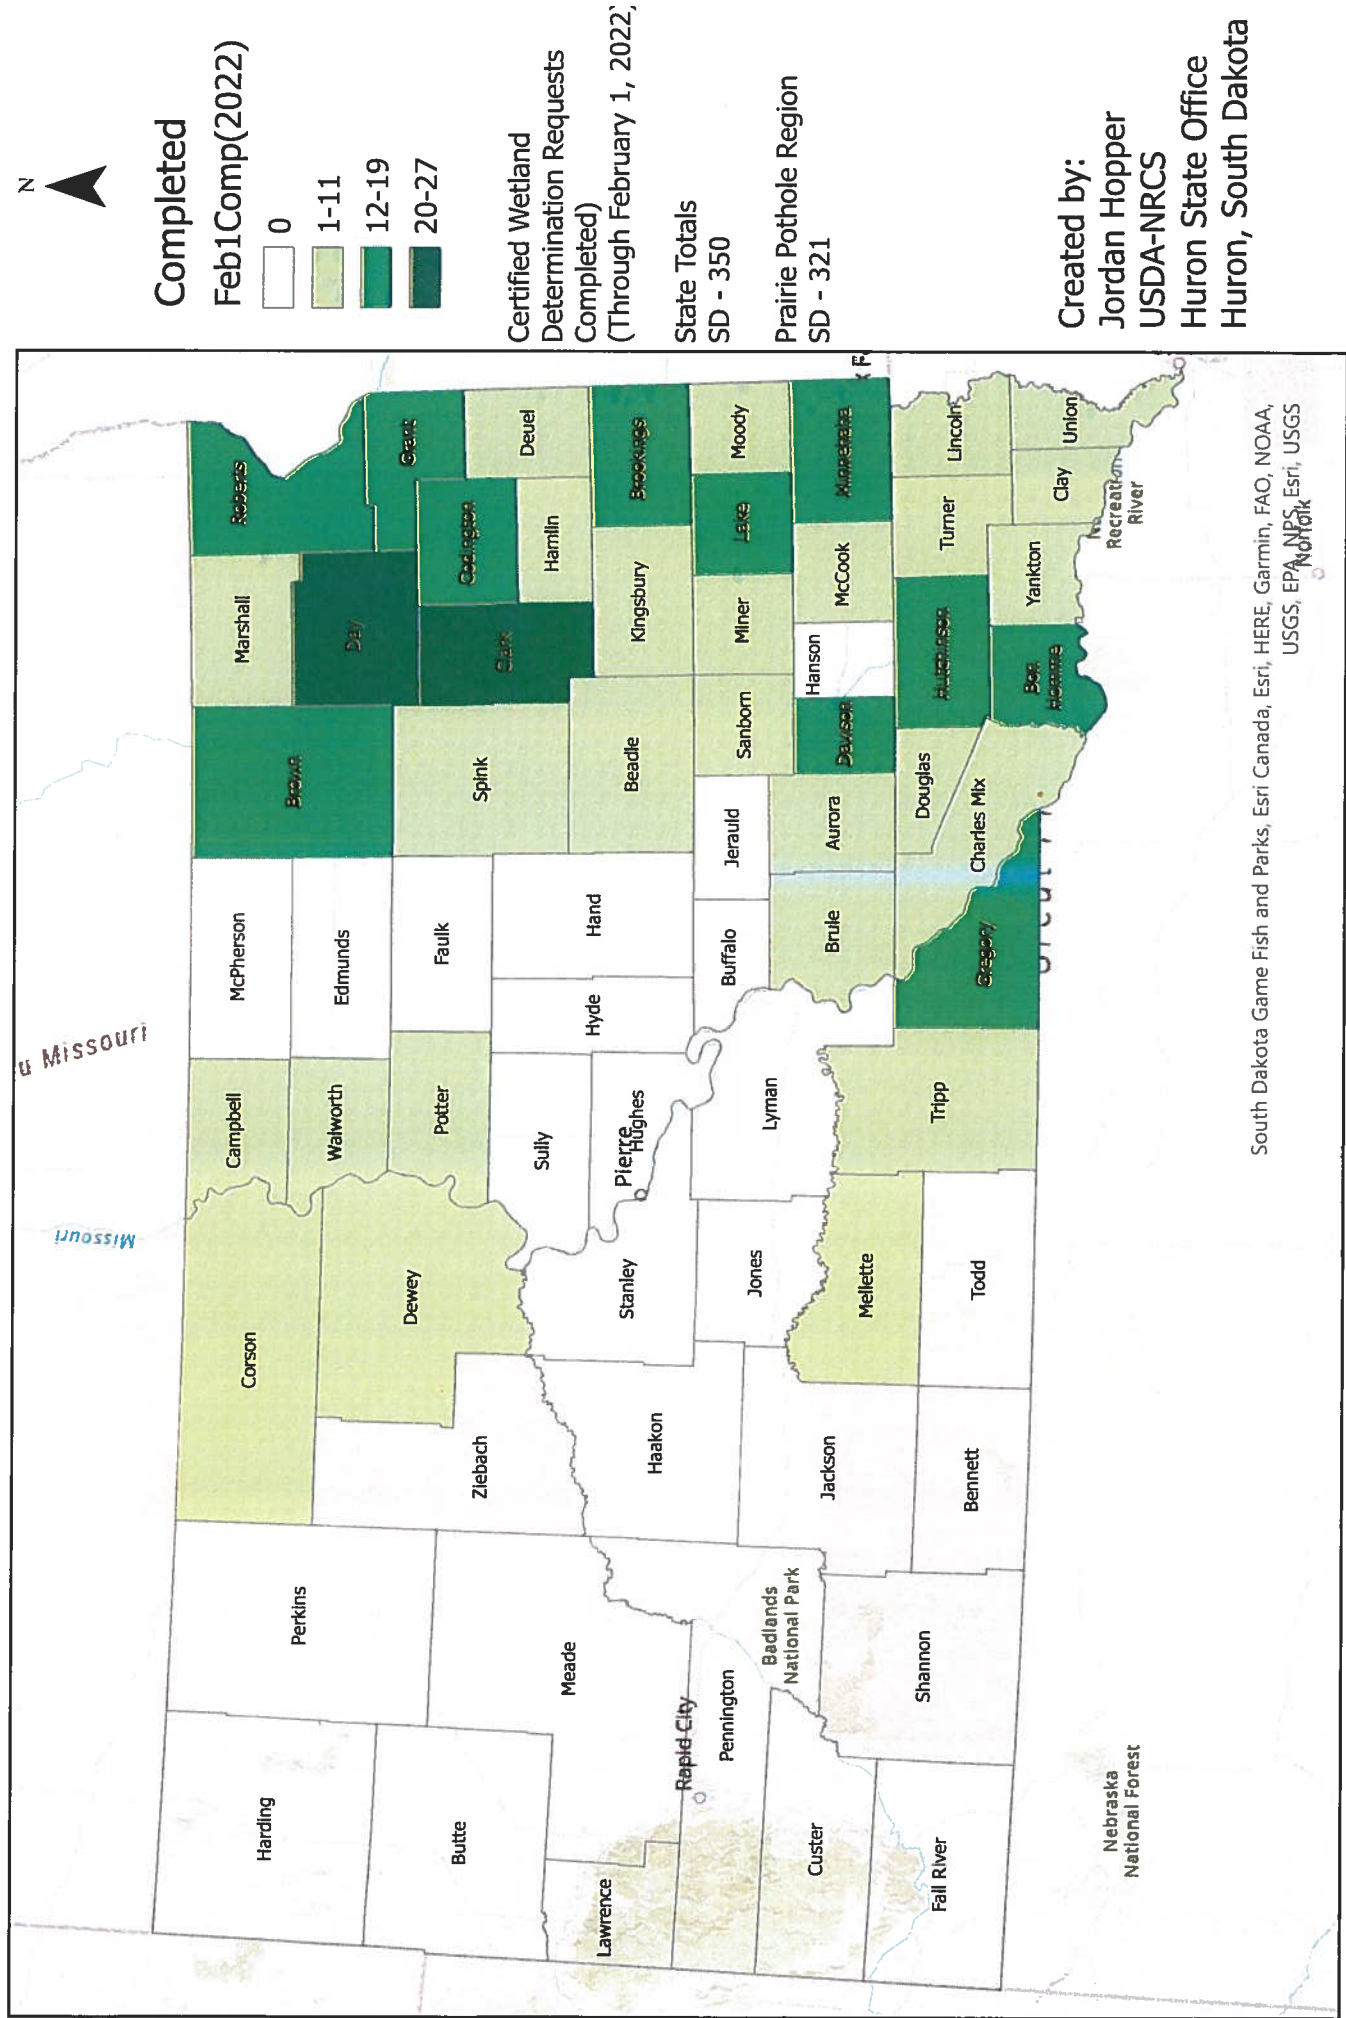 N
Completed
Feb1Comp(2022)
0
1-11
12-19
20-27
Certified Wetland
Determination Requests
Completed)
(Through February 1, 2022)
State Totals
SD - 350
Prairie Pothole Region
SD - 321
Created by:
Jordan Hopper
USDA-NRCS
Huron State Office
Huron, South Dakota
Missouri
Missouri
Harding
Perkins
Corson
Campbell
McPherson
Brown
Marshall
Roberts
Butte
Meade
Ziebach
Dewey
Walworth
Edmunds
Day
Grant
Potter
Faulk
Spink
Clark
Codington
Deuel
Hamlin
Lawrence
Haakon
Stanley
Sully
Hyde
Hand
Beadle
Kingsbury
Brookings
Pierre
Hughes
Rapid City
Pennington
Badlands
National Park
Jackson
Jones
Lyman
Buffalo
Jerauld
Sanborn
Miner
Lake
Moody
Custer
Mellette
Brule
Aurora
Davison
Hanson
McCook
Minnehaha
Fall River
Shannon
Bennett
Todd
Tripp
Gregory
Charles Mix
Douglas
Hutchinson
Turner
Lincoln
Bon
Homme
Yankton
Clay
Union
Recreation
River
Nebraska
National Forest
Norfolk
South Dakota Game Fish and Parks, Esri Canada, Esri, HERE, Garmin, FAO, NOAA,
USGS, EPA, NPS, Esri, USGS